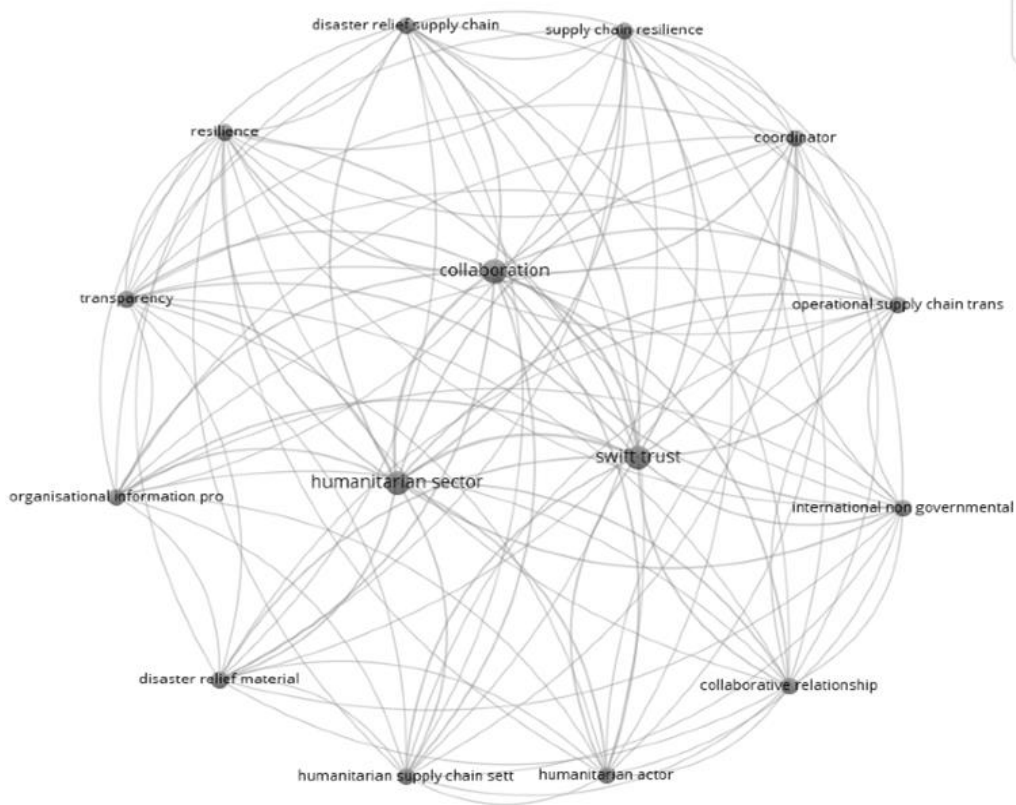 disaster relief supply chain
supply chain resilience
resilience
coordinator
collaboration
transparency
operational supply chain trans
swift trust
humanitarian sector
organisational information pro
international non governmental
disaster relief material
collaborative relationship
humanitarian supply chain sett
humanitarian actor